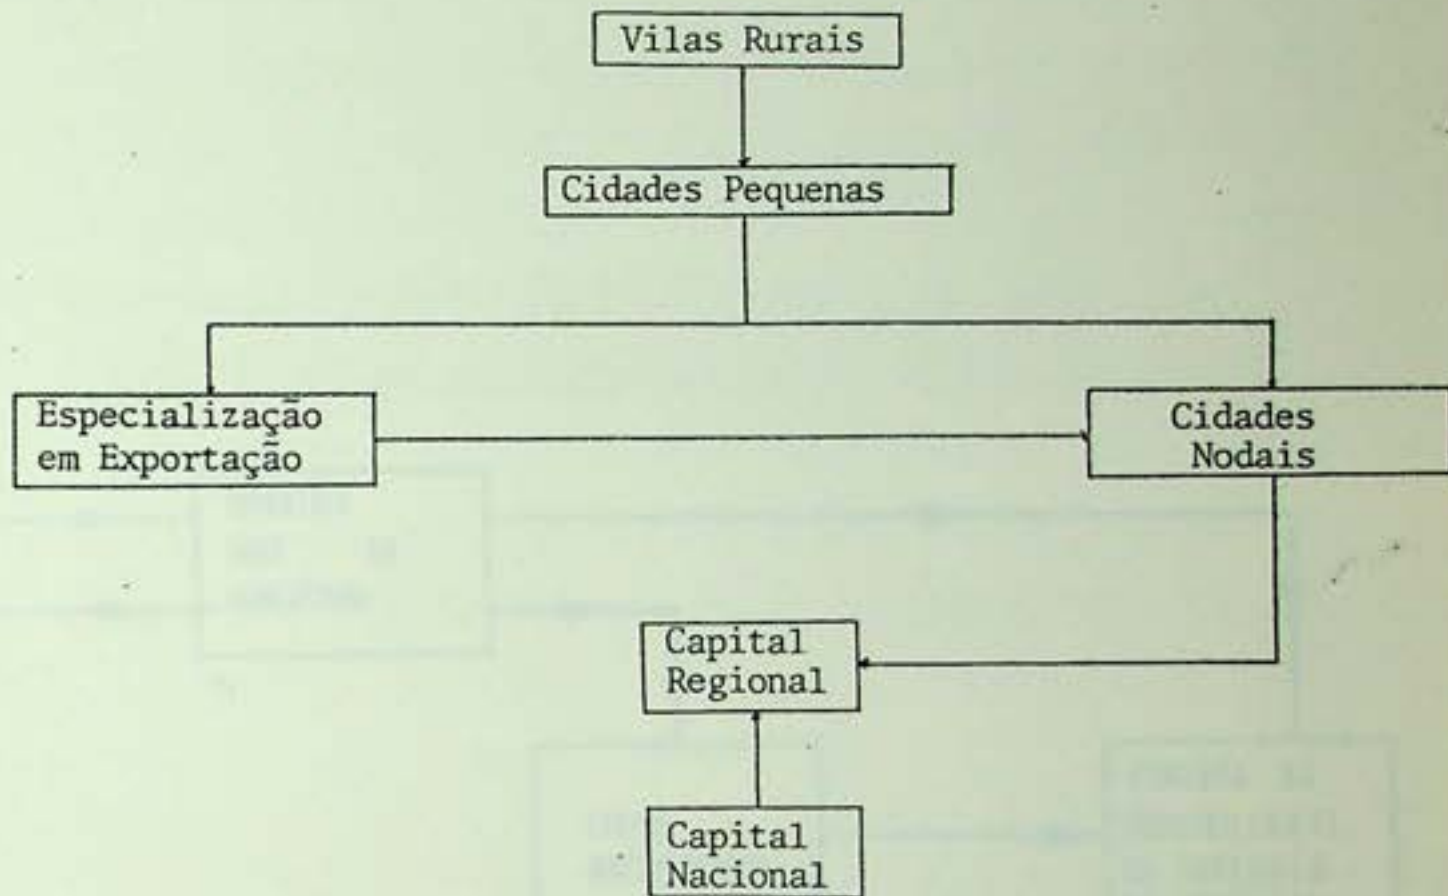 Vilas Rurais
Cidades Pequenas
Especialização
em Exportação
Cidades
Nodais
Capital
Regional
Capital
Nacional